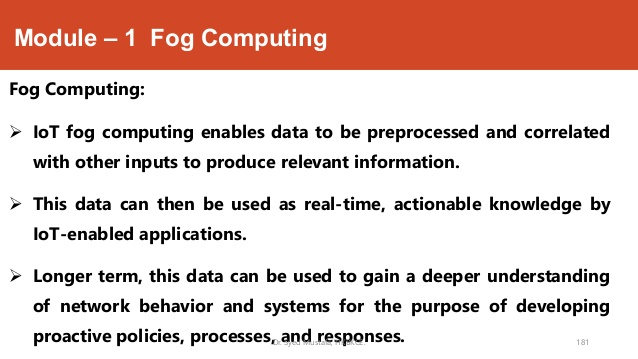 Module – 1 Fog Computing
Fog Computing:
➢ IoT fog computing enables data to be preprocessed and correlated
with other inputs to produce relevant information.
➢ This data can then be used as real-time, actionable knowledge by
IoT-enabled applications.
➢ Longer term, this data can be used to gain a deeper understanding
of network behavior and systems for the purpose of developing
proactive policies, processes, and responses.
181